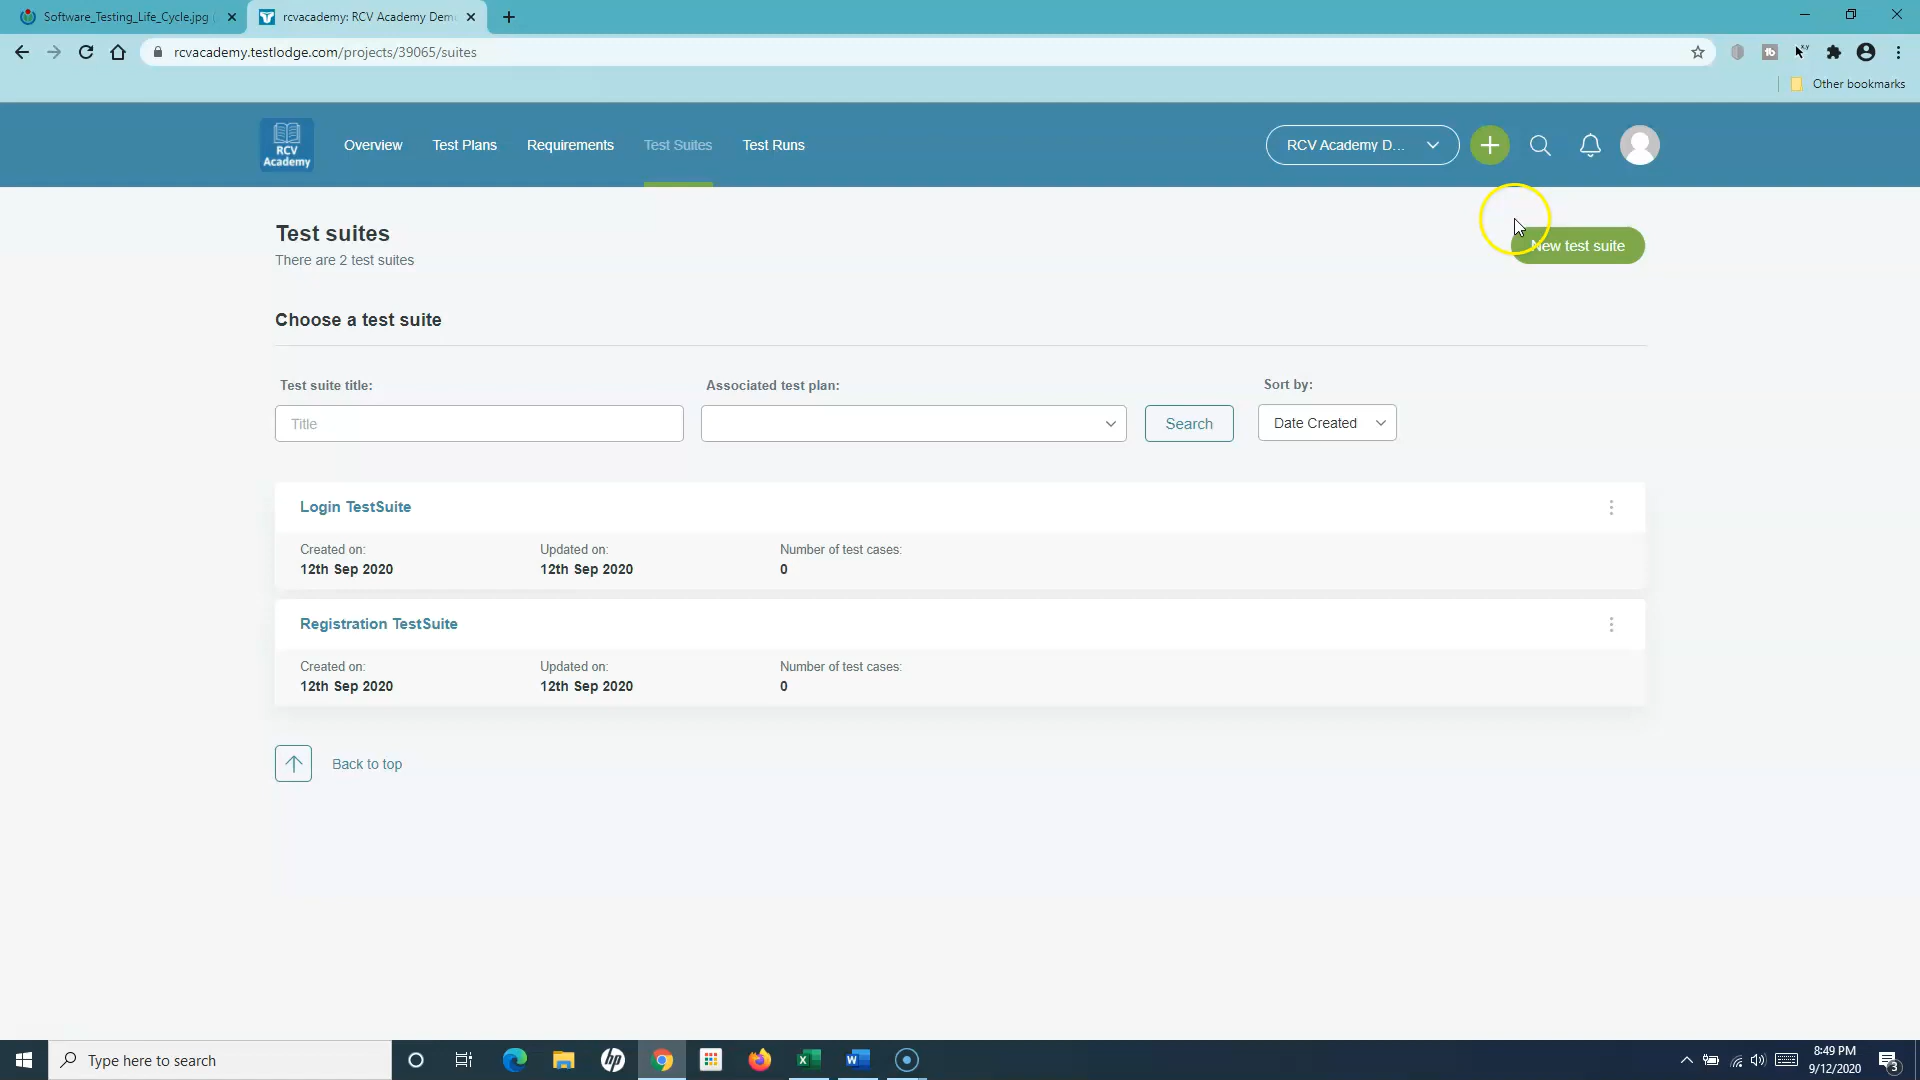 Software_Testing_Life_Cycle.jpg
rcvacademy: RCV Academy Dem
rcvacademy.testlodge.com/projects/39065/suites
Other bookmarks
RCV
Academy
Overview
Test Plans
Requirements
Test Suites
Test Runs
RCV Academy D...
Test suites
There are 2 test suites
New test suite
Choose a test suite
Test suite title:
Associated test plan:
Sort by:
Title
Search
Date Created
Login TestSuite
Created on:
Updated on:
Number of test cases:
12th Sep 2020
12th Sep 2020
0
Registration TestSuite
Created on:
Updated on:
Number of test cases:
12th Sep 2020
12th Sep 2020
0
Back to top
Type here to search
8:49 PM
9/12/2020
3